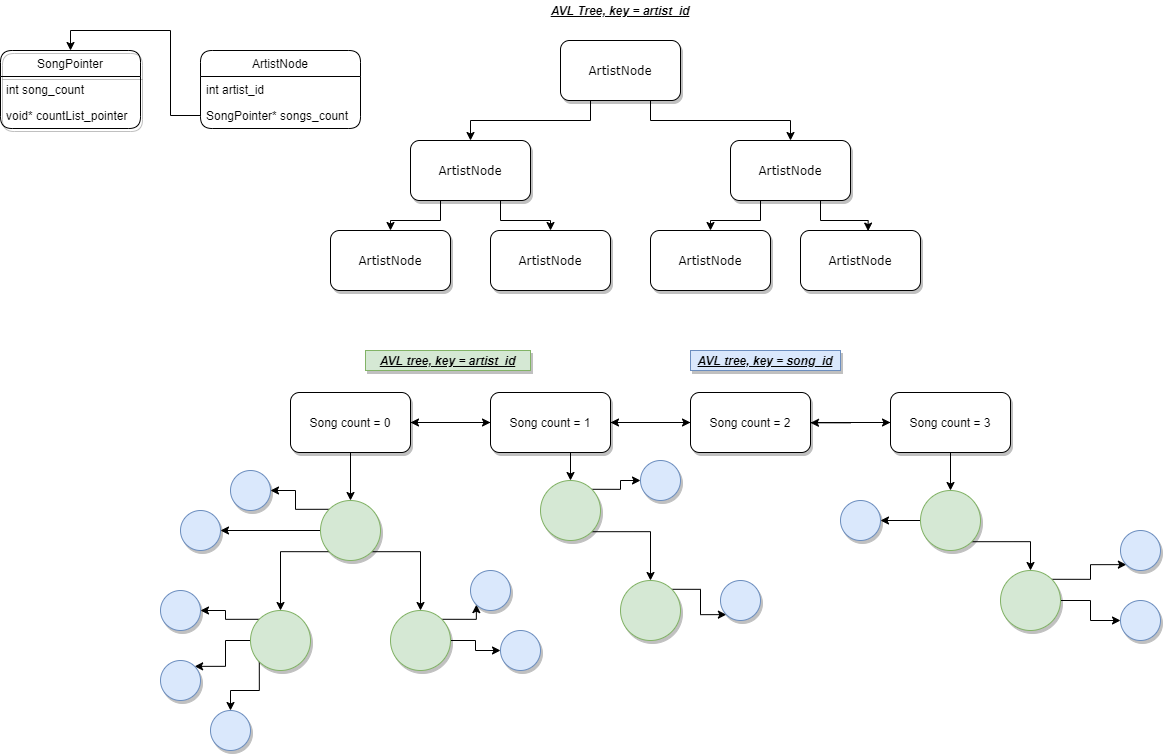 AVL Tree, key = artist_id
SongPointer
int song_count
void* countList_pointer
ArtistNode
int artist_id
SongPointer* songs_count
ArtistNode
ArtistNode
ArtistNode
ArtistNode
ArtistNode
ArtistNode
ArtistNode
AVL tree, key = artist_id
AVL tree, key = song_id
Song count = 0
Song count = 1
Song count = 2
Song count = 3